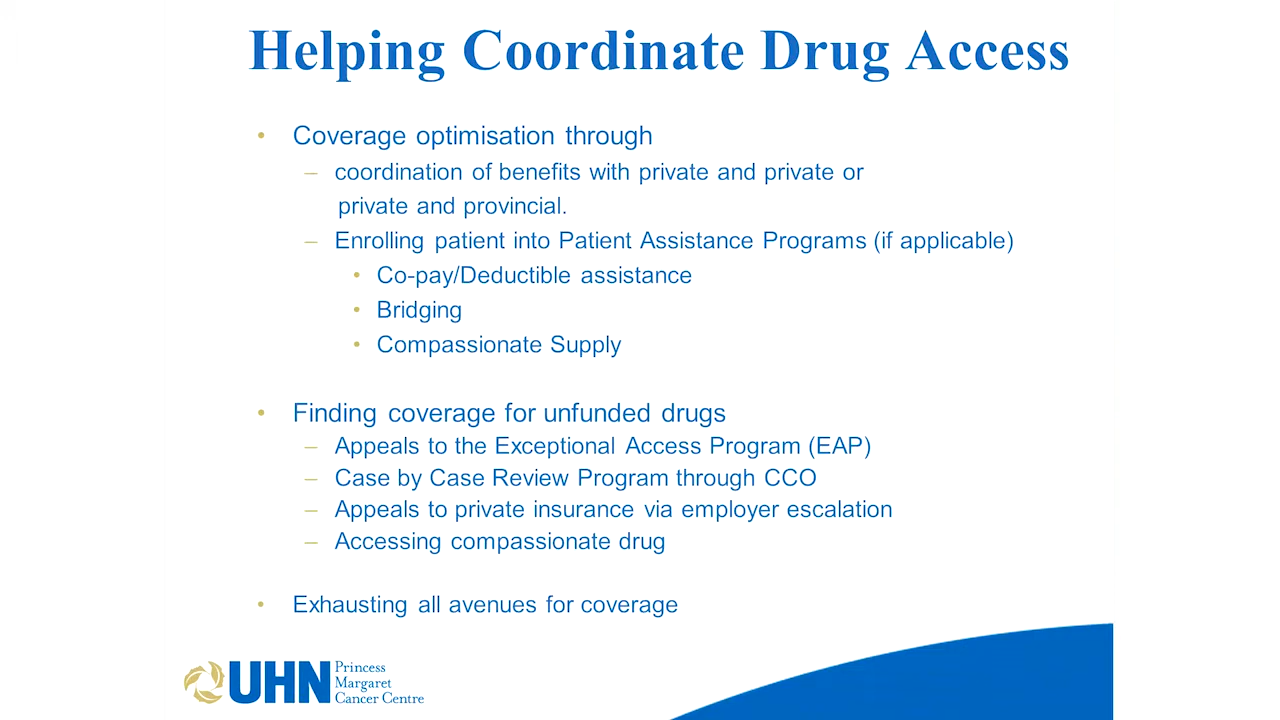 Helping Coordinate Drug Access
• Coverage optimisation through
– coordination of benefits with private and private or
private and provincial.
– Enrolling patient into Patient Assistance Programs (if applicable)
• Co-pay/Deductible assistance
• Bridging
• Compassionate Supply
• Finding coverage for unfunded drugs
– Appeals to the Exceptional Access Program (EAP)
– Case by Case Review Program through CCO
– Appeals to private insurance via employer escalation
– Accessing compassionate drug
• Exhausting all avenues for coverage
UHN
Princess
Margaret
Cancer Centre